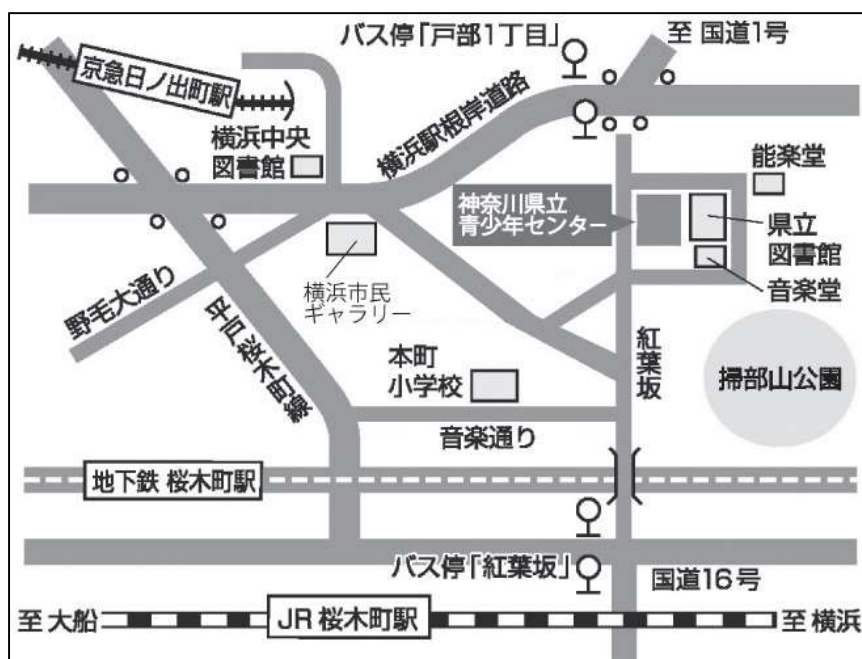 バス停「戸部1丁目」
至 国道1号
京急日ノ出町駅
横浜中央
図書館
横浜駅根岸道路
能楽堂
神奈川県立
青少年センター
県立
図書館
音楽堂
横浜市民
ギャラリー
野毛大通り
平戸桜木町線
本町
小学校
紅葉坂
掃部山公園
音楽通り
地下鉄 桜木町駅
バス停「紅葉坂」
国道16号
至 大船
JR 桜木町駅
至 横浜